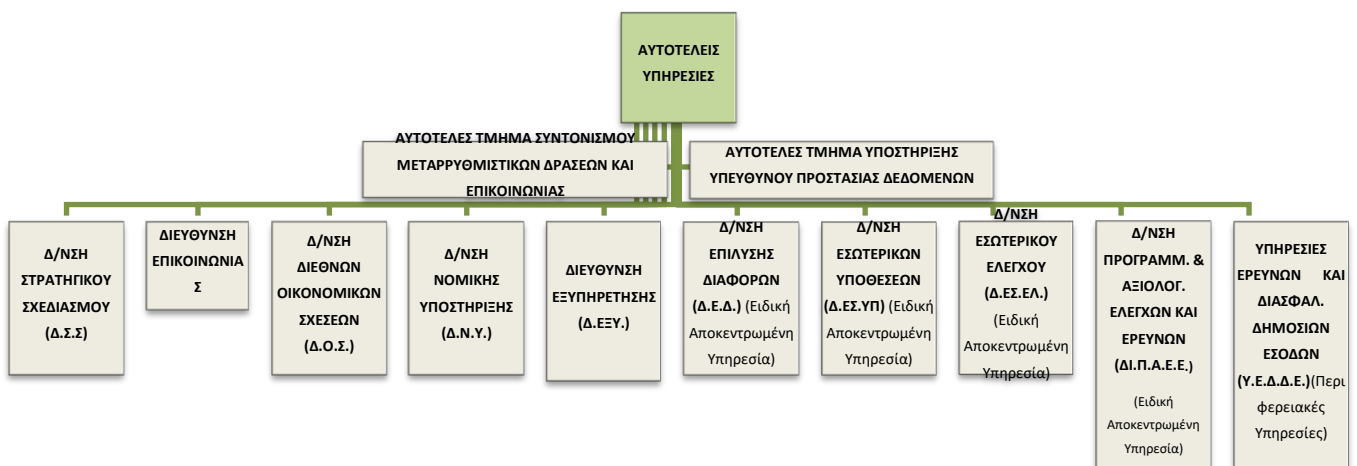 ΑΥΤΟΤΕΛΕΙΣ
ΥΠΗΡΕΣΙΕΣ
ΑΥΤΟΤΕΛΕΣ ΤΜΗΜΑ ΣΥΝΤΟΝΙΣΜΟΥ
ΜΕΤΑΡΡΥΘΜΙΣΤΙΚΩΝ ΔΡΑΣΕΩΝ ΚΑΙ
ΕΠΙΚΟΙΝΩΝΙΑΣ
ΑΥΤΟΤΕΛΕΣ ΤΜΗΜΑ ΥΠΟΣΤΗΡΙΞΗΣ
ΥΠΕΥΘΥΝΟΥ ΠΡΟΣΤΑΣΙΑΣ ΔΕΔΟΜΕΝΩΝ
Δ/ΝΣΗ
ΣΤΡΑΤΗΓΙΚΟΥ
ΣΧΕΔΙΑΣΜΟΥ
(Δ.Σ.Σ)
ΔΙΕΥΘΥΝΣΗ
ΕΠΙΚΟΙΝΩΝΙΑ
Σ
Δ/ΝΣΗ
ΔΙΕΘΝΩΝ
ΟΙΚΟΝΟΜΙΚΩΝ
ΣΧΕΣΕΩΝ
(Δ.Ο.Σ.)
Δ/ΝΣΗ
ΝΟΜΙΚΗΣ
ΥΠΟΣΤΗΡΙΞΗΣ
(Δ.Ν.Υ.)
ΔΙΕΥΘΥΝΣΗ
ΕΞΥΠΗΡΕΤΗΣΗΣ
(Δ.ΕΞΥ.)
Δ/ΝΣΗ
ΕΠΙΛΥΣΗΣ
ΔΙΑΦΟΡΩΝ
(Δ.Ε.Δ.) (Ειδική
Αποκεντρωμένη
Υπηρεσία)
Δ/ΝΣΗ
ΕΣΩΤΕΡΙΚΩΝ
ΥΠΟΘΕΣΕΩΝ
(Δ.ΕΣ.ΥΠ) (Ειδική
Αποκεντρωμένη
Υπηρεσία)
Δ/ΝΣΗ
ΕΣΩΤΕΡΙΚΟΥ
ΕΛΕΓΧΟΥ
(Δ.ΕΣ.ΕΛ.)
(Ειδική
Αποκεντρωμένη
Υπηρεσία)
Δ/ΝΣΗ
ΠΡΟΓΡΑΜΜ. &
ΑΞΙΟΛΟΓ.
ΕΛΕΓΧΩΝ ΚΑΙ
ΕΡΕΥΝΩΝ
(ΔΙ.Π.Α.Ε.Ε.)
(Ειδική
Αποκεντρωμένη
Υπηρεσία)
ΥΠΗΡΕΣΙΕΣ
ΕΡΕΥΝΩΝ ΚΑΙ
ΔΙΑΣΦΑΛ.
ΔΗΜΟΣΙΩΝ
ΕΣΟΔΩΝ
(Υ.Ε.Δ.Δ.Ε.)(Περι
φερειακές
Υπηρεσίες)